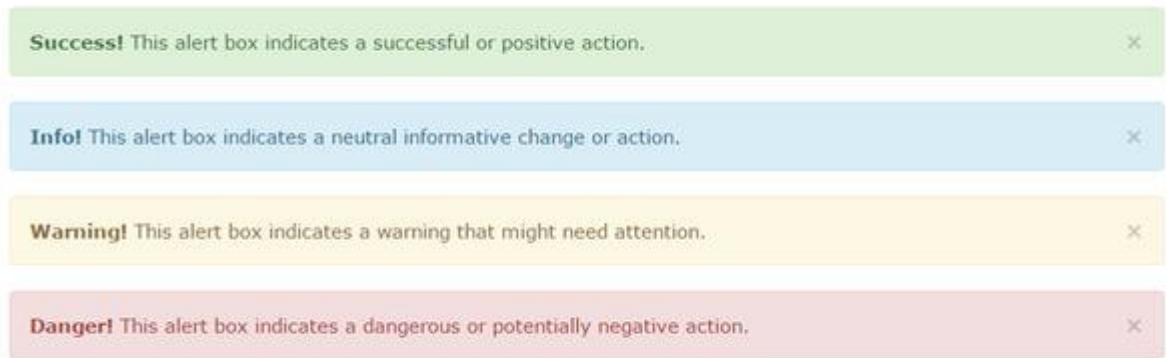 Success! This alert box indicates a successful or positive action. ×
Info! This alert box indicates a neutral informative change or action. ×
Warning! This alert box indicates a warning that might need attention. ×
Danger! This alert box indicates a dangerous or potentially negative action. ×